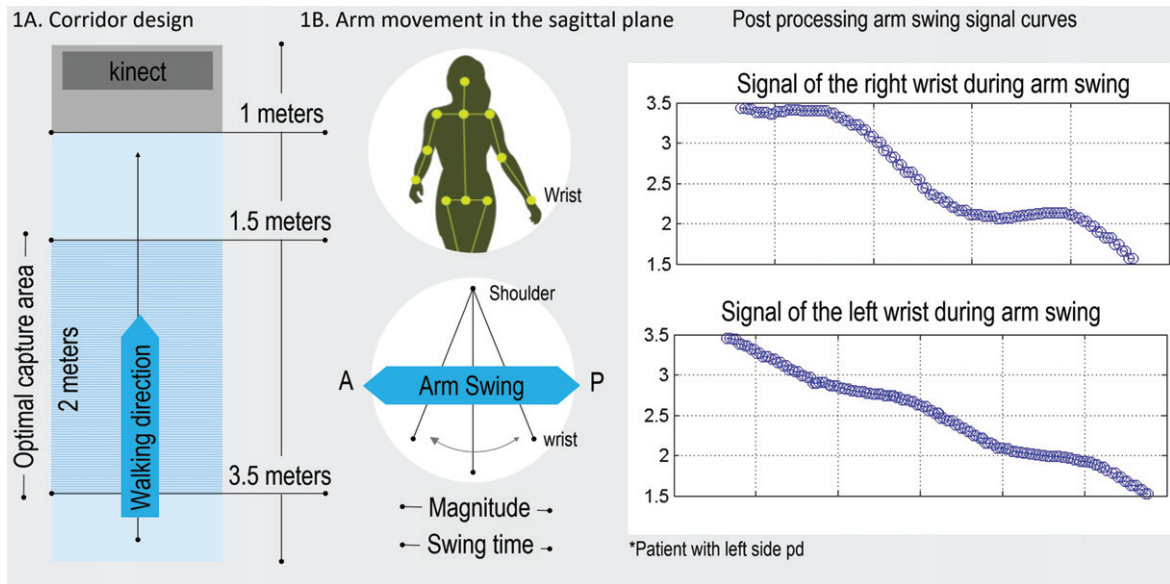 1A. Corridor design
kinect
1 meters
1.5 meters
Optimal capture area
2 meters
Walking direction
3.5 meters
1B. Arm movement in the sagittal plane
Wrist
Shoulder
A
Arm Swing
P
wrist
Magnitude
Swing time
Post processing arm swing signal curves
Signal of the right wrist during arm swing
3.5
3
2.5
2
1.5
Signal of the left wrist during arm swing
3.5
3
2.5
2
1.5
*Patient with left side pd